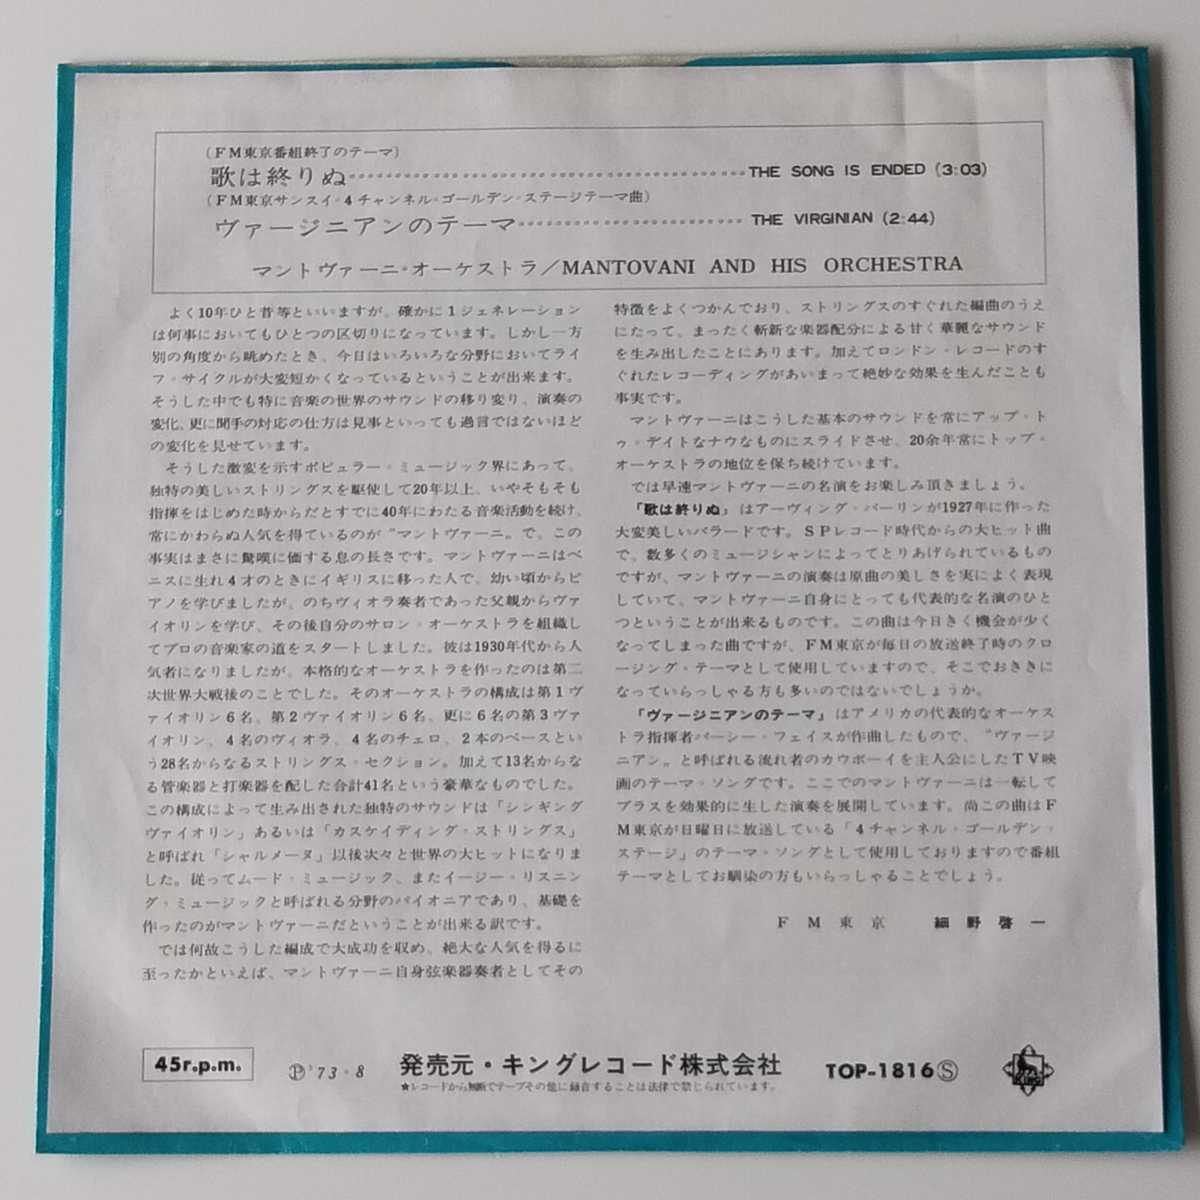 (FM東京番組終了のテーマ)
歌は終りぬ………THE SONG IS ENDED (3:03)
(FM東京サンスイ・4チャンネル・ゴールデン・ステージテーマ曲)
ヴァージニアンのテーマ………THE VIRGINIAN (2:44)
マントヴァーニ・オーケストラ/MANTOVANI AND HIS ORCHESTRA
よく10年ひと昔等といいますが、確かに1ジェネレーション
は何事においてもひとつの区切りになっています。しかし一方
別の角度から眺めたとき、今日はいろいろな分野においてライ
フ・サイクルが大変短かくなっているということが出来ます。
そうした中でも特に音楽の世界のサウンドの移り変り、演奏の
変化、更に聞手の対応の仕方は見事といっても過言ではないほど
の変化を見せています。
そうした激変を示すポピュラー・ミュージック界にあって、
独特の美しいストリングスを駆使して20年以上、いやそもそも
指揮をはじめた時からだとすでに40年にわたる音楽活動を続け、
常にかわらぬ人気を得ているのが"マントヴァーニ"で、この
事実はまさに驚嘆に価する息の長さです。マントヴァーニはベ
ニスに生れ4才のときにイギリスに移った人で、幼い頃からピ
アノを学びましたが、のちヴィオラ奏者であった父親からヴァ
イオリンを学び、その後自分のサロン・オーケストラを組織し
てプロの音楽家の道をスタートしました。彼は1930年代から人
気者になりましたが、本格的なオーケストラを作ったのは第二
次世界大戦後のことでした。そのオーケストラの構成は第1ヴ
ァイオリン6名、第2ヴァイオリン6名、更に6名の第3ヴァ
イオリン、4名のヴィオラ、4名のチェロ、2本のベースとい
う28名からなるストリングス・セクション。加えて13名からな
る管楽器と打楽器を配した合計41名という豪華なものでした。
この構成によって生み出された独特のサウンドは「シンギング
ヴァイオリン」あるいは「カスケイディング・ストリングス」
と呼ばれ「シャルメーヌ」以後次々と世界の大ヒットになりま
した。従ってムード・ミュージック、またイージー・リスニン
グ・ミュージックと呼ばれる分野のパイオニアであり、基礎を
作ったのがマントヴァーニだということが出来る訳です。
では何故こうした編成で大成功を収め、絶大な人気を得るに
至ったかといえば、マントヴァーニ自身弦楽器奏者としてその
特徴をよくつかんでおり、ストリングスのすぐれた編曲のうえ
にたって、まったく斬新な楽器配分による甘く華麗なサウンド
を生み出したことにあります。加えてロンドン・レコードのす
ぐれたレコーディングがあいまって絶妙な効果を生んだことも
事実です。
マントヴァーニはこうした基本のサウンドを常にアップ・ト
ゥ・デイトなナウなものにスライドさせ、20余年常にトップ・
オーケストラの地位を保ち続けています。
では早速マントヴァーニの名演をお楽しみ頂きましょう。
「歌は終りぬ」はアーヴィング・バーリンが1927年に作った
大変美しいバラードです。SPレコード時代からの大ヒット曲
で、数多くのミュージシャンによってとりあげられているもの
ですが、マントヴァーニの演奏は原曲の美しさを実によく表現
していて、マントヴァーニ自身にとっても代表的な名演のひと
つということが出来るものです。この曲は今日きく機会が少く
なってしまった曲ですが、FM東京が毎日の放送終了時のクロ
ージング・テーマとして使用していますので、そこでおききに
なっていらっしゃる方も多いのではないでしょうか。
「ヴァージニアンのテーマ」はアメリカの代表的なオーケス
トラ指揮者パーシー・フェイスが作曲したもので、"ヴァージ
ニアン"と呼ばれる流れ者のカウボーイを主人公にしたTV映
画のテーマ・ソングです。ここでのマントヴァーニは一転して
ブラスを効果的に生した演奏を展開しています。尚この曲はF
M東京が日曜日に放送している「4チャンネル・ゴールデン・
ステージ」のテーマ・ソングとして使用しておりますので番組
テーマとしてお馴染の方もいらっしゃることでしょう。
FM東京 細野啓一
45r.p.m.
Ⓟ'73・8
発売元・キングレコード株式会社
★レコードから無断でテープその他に録音することは法律で禁じられています。
TOP-1816Ⓢ
KING